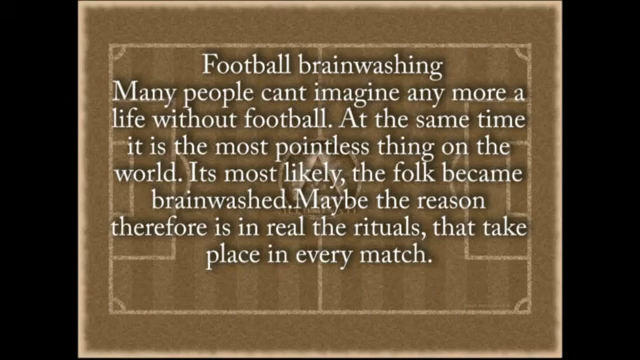 Football brainwashing
Many people cant imagine any more a
life without football. At the same time
it is the most pointless thing on the
world. Its most likely, the folk became
brainwashed.Maybe the reason
therefore is in real the rituals, that take
place in every match.